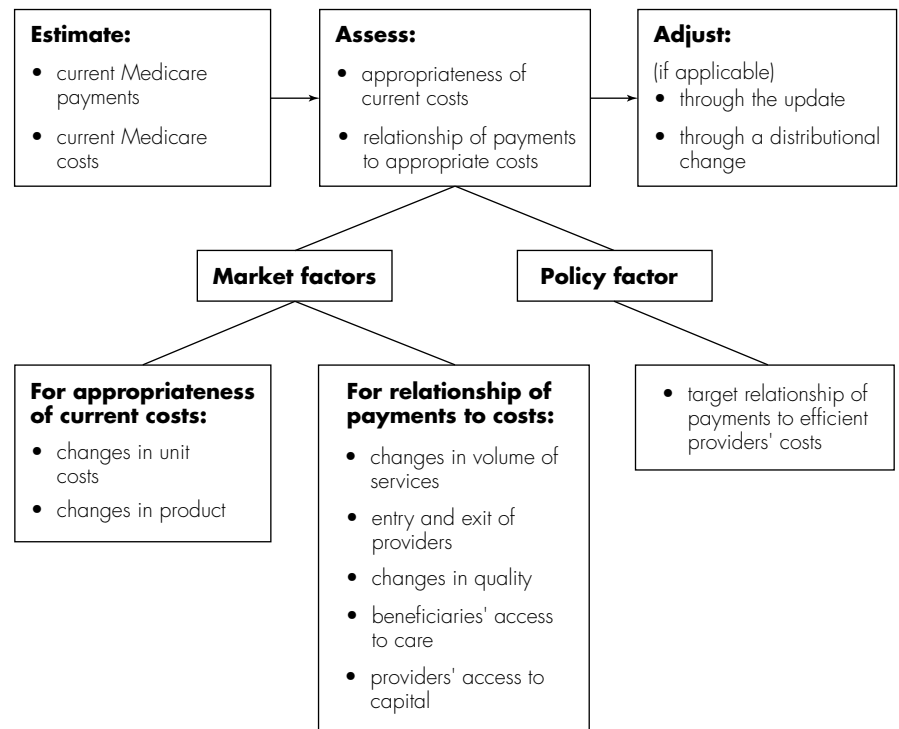 Estimate:
• current Medicare
payments
• current Medicare
costs
Assess:
• appropriateness of
current costs
• relationship of payments
to appropriate costs
Adjust:
(if applicable)
• through the update
• through a distributional
change
Market factors
Policy factor
For appropriateness
of current costs:
• changes in unit
costs
• changes in product
For relationship of
payments to costs:
• changes in volume of
services
• entry and exit of
providers
• changes in quality
• beneficiaries' access
to care
• providers' access to
capital
• target relationship of
payments to efficient
providers' costs